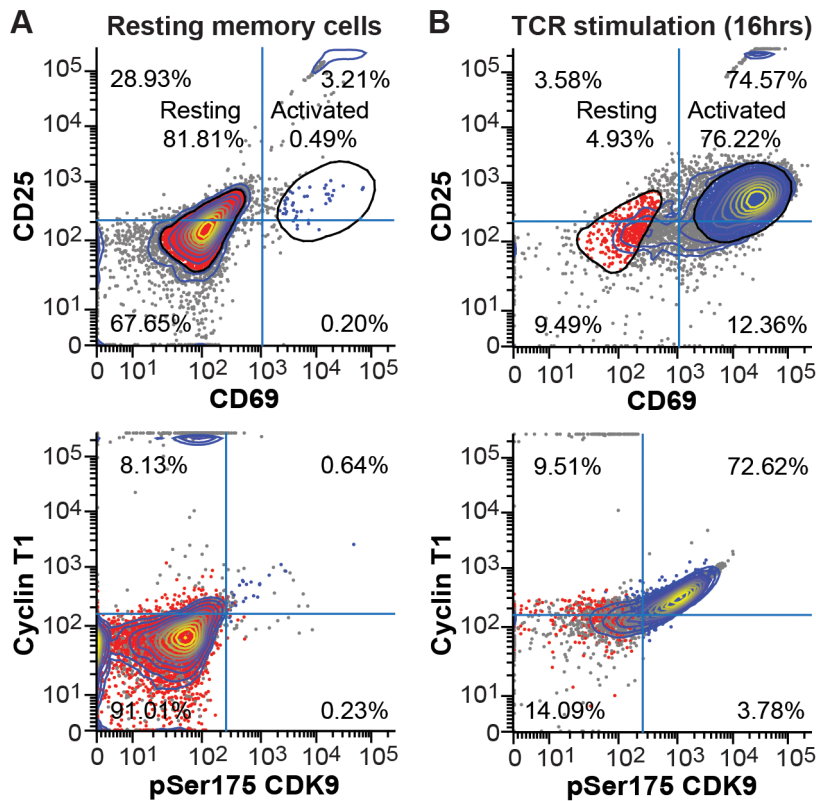 A Resting memory cells
10⁵
28.93% 3.21%
Resting Activated
81.81% 0.49%
10⁴
10³
10²
10¹
67.65% 0.20%
0
CD25
0 10¹ 10² 10³ 10⁴ 10⁵
CD69
B TCR stimulation (16hrs)
10⁵
3.58% 74.57%
Resting Activated
4.93% 76.22%
10⁴
10³
10²
10¹
9.49% 12.36%
0
CD25
0 10¹ 10² 10³ 10⁴ 10⁵
CD69
10⁵
8.13% 0.64%
10⁴
10³
10²
10¹
91.01% 0.23%
0
Cyclin T1
0 10¹ 10² 10³ 10⁴ 10⁵
pSer175 CDK9
10⁵
9.51% 72.62%
10⁴
10³
10²
10¹
14.09% 3.78%
0
Cyclin T1
0 10¹ 10² 10³ 10⁴ 10⁵
pSer175 CDK9